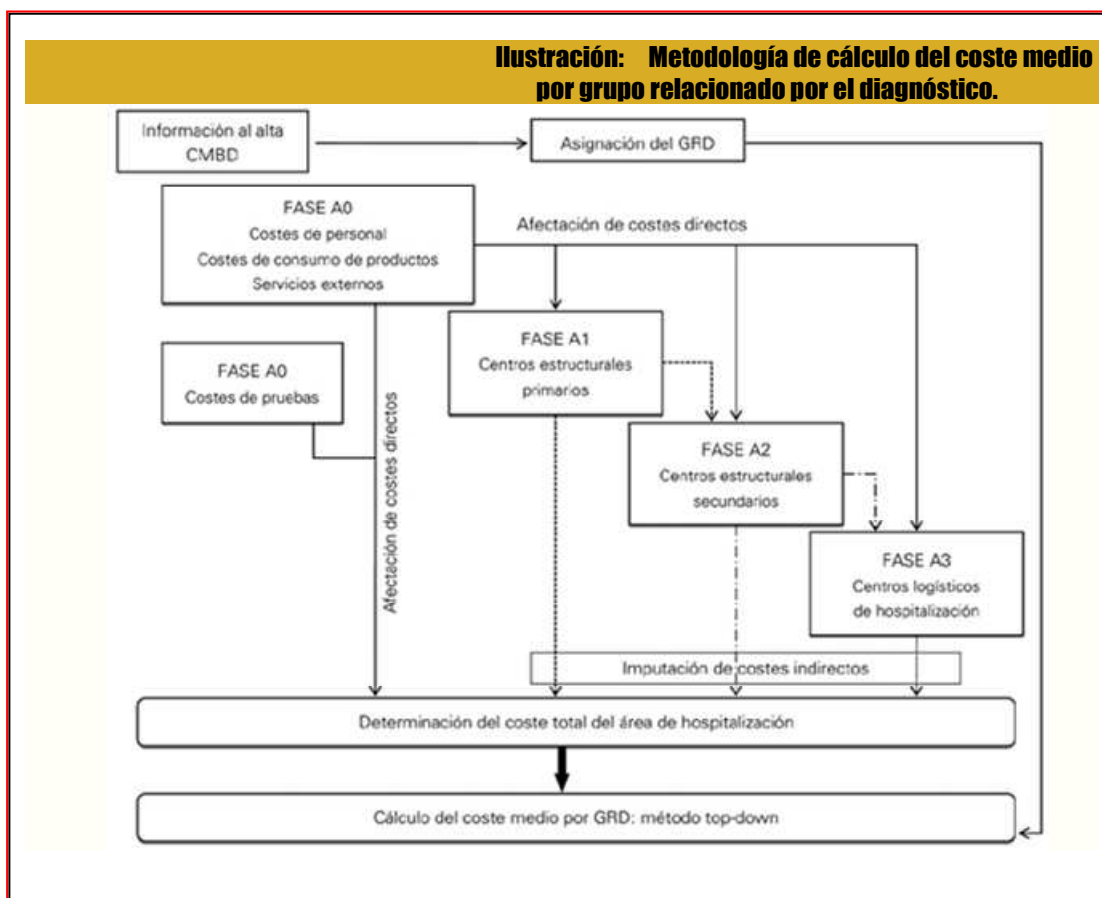 Ilustración: Metodología de cálculo del coste medio
por grupo relacionado por el diagnóstico.
Información al alta
CMBD
Asignación del GRD
FASE A0
Costes de personal
Costes de consumo de productos
Servicios externos
Afectación de costes directos
FASE A0
Costes de pruebas
Afectación de costes directos
FASE A1
Centros estructurales
primarios
FASE A2
Centros estructurales
secundarios
FASE A3
Centros logísticos
de hospitalización
Imputación de costes indirectos
Determinación del coste total del área de hospitalización
Cálculo del coste medio por GRD: método top-down